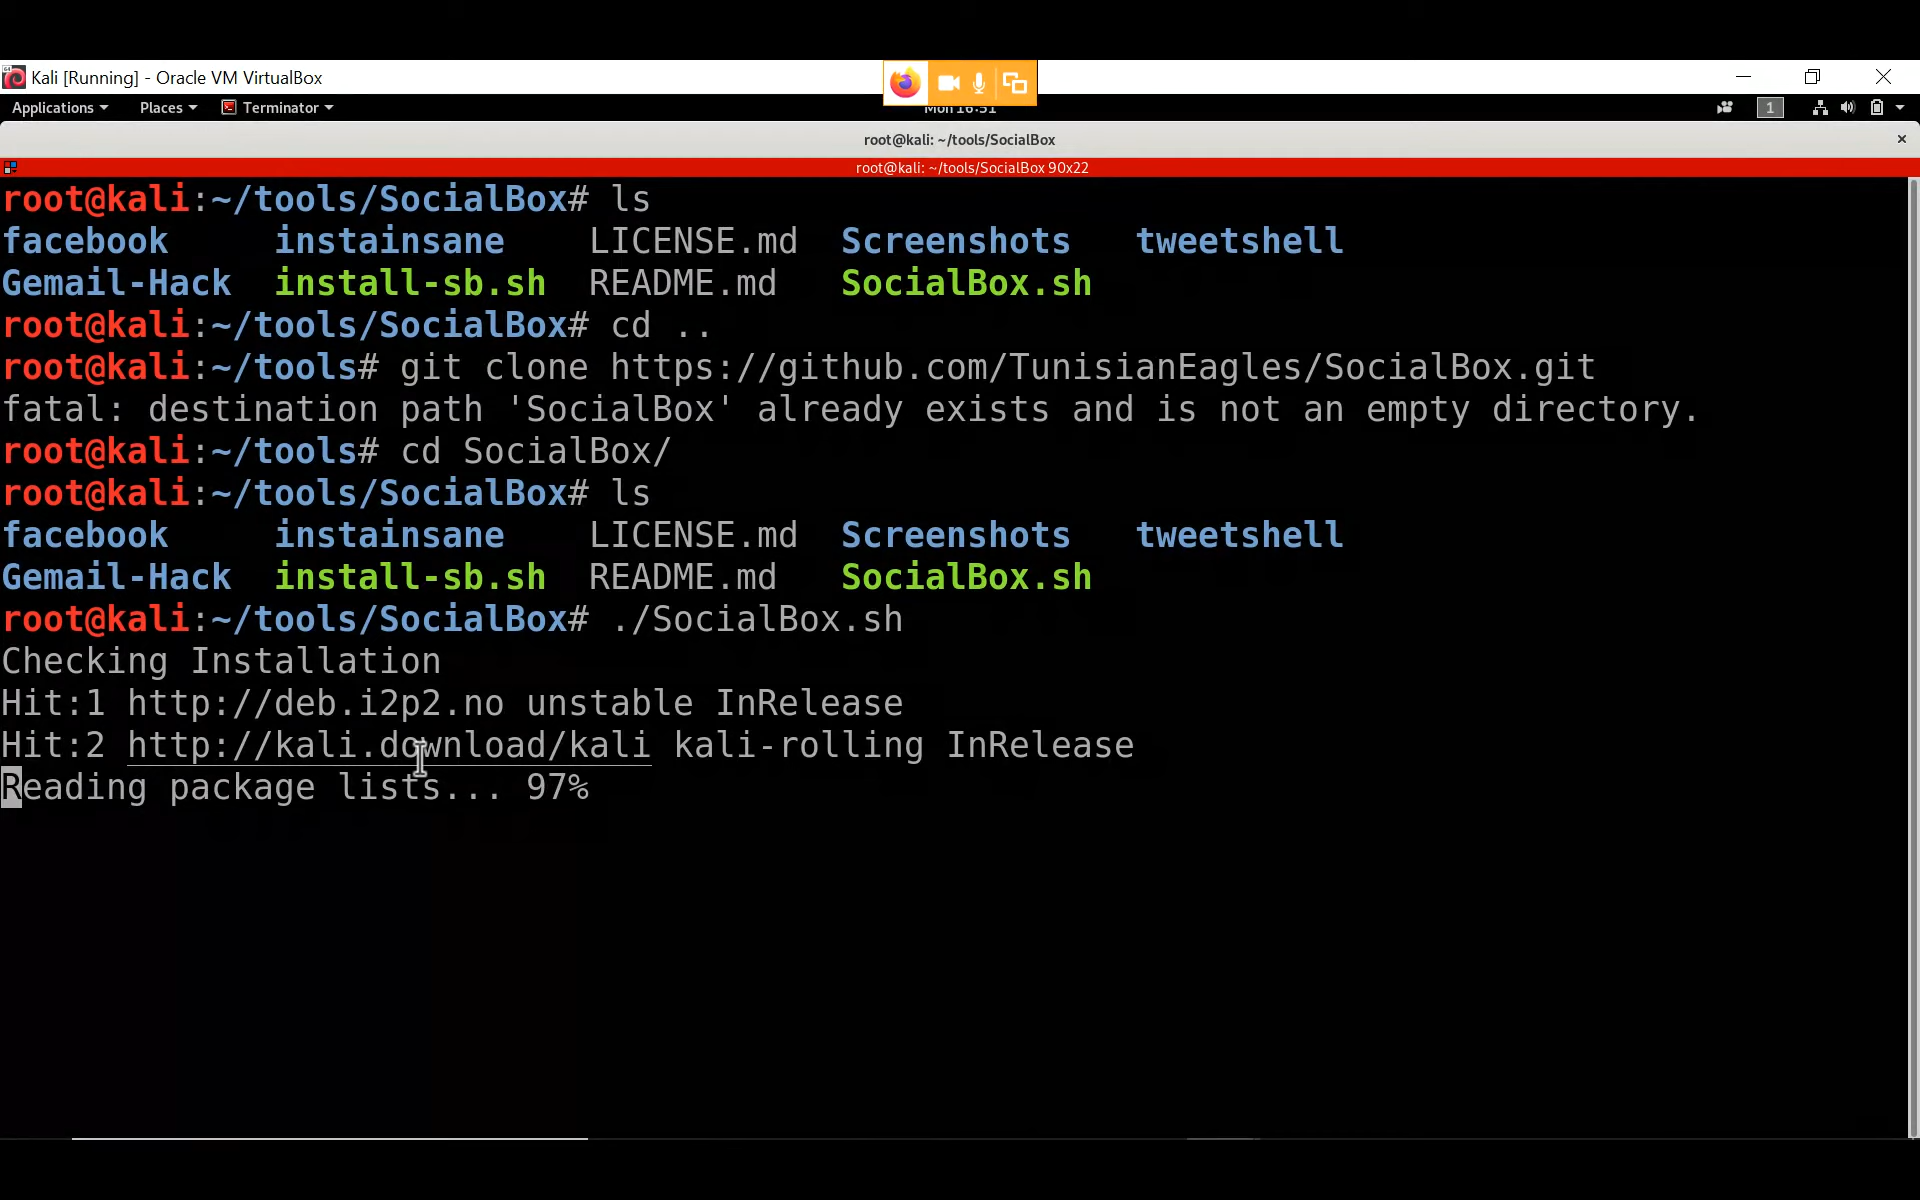 Kali [Running] - Oracle VM VirtualBox
Applications Places Terminator Mon 16:51 1
root@kali: ~/tools/SocialBox
root@kali: ~/tools/SocialBox 90x22
root@kali:~/tools/SocialBox# ls
facebook instainsane LICENSE.md Screenshots tweetshell
Gemail-Hack install-sb.sh README.md SocialBox.sh
root@kali:~/tools/SocialBox# cd ..
root@kali:~/tools# git clone https://github.com/TunisianEagles/SocialBox.git
fatal: destination path 'SocialBox' already exists and is not an empty directory.
root@kali:~/tools# cd SocialBox/
root@kali:~/tools/SocialBox# ls
facebook instainsane LICENSE.md Screenshots tweetshell
Gemail-Hack install-sb.sh README.md SocialBox.sh
root@kali:~/tools/SocialBox# ./SocialBox.sh
Checking Installation
Hit:1 http://deb.i2p2.no unstable InRelease
Hit:2 http://kali.download/kali kali-rolling InRelease
Reading package lists... 97%